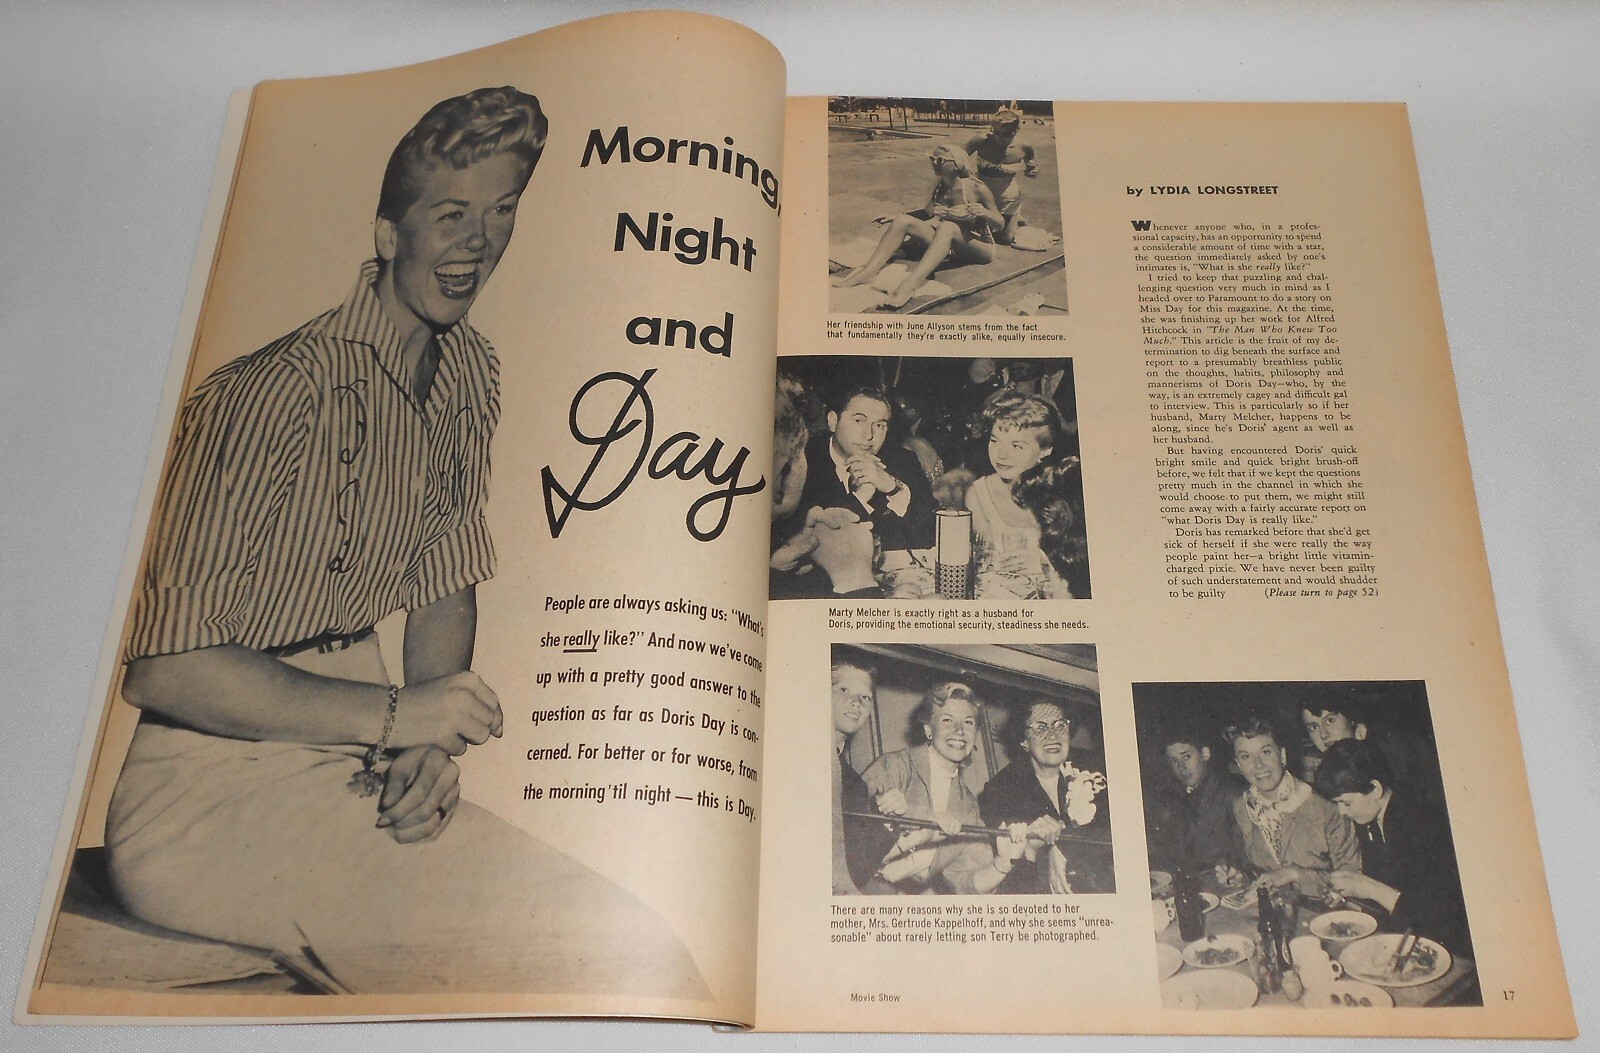 Morning,
Night
and
Day
People are always asking us: "What's
she really like?" And now we've come
up with a pretty good answer to the
question as far as Doris Day is con-
cerned. For better or for worse, from
the morning 'til night — this is Day.
Her friendship with June Allyson stems from the fact
that fundamentally they're exactly alike, equally insecure.
Marty Melcher is exactly right as a husband for
Doris, providing the emotional security, steadiness she needs.
There are many reasons why she is so devoted to her
mother, Mrs. Gertrude Kappelhoff, and why she seems "unrea-
sonable" about rarely letting son Terry be photographed.
by LYDIA LONGSTREET
Whenever anyone who, in a profes-
sional capacity, has an opportunity to spend
a considerable amount of time with a star,
the question immediately asked by one's
intimates is, "What is she really like?"
I tried to keep that puzzling and chal-
lenging question very much in mind as I
headed over to Paramount to do a story on
Miss Day for this magazine. At the time,
she was finishing up her work for Alfred
Hitchcock in "The Man Who Knew Too
Much." This article is the fruit of my de-
termination to dig beneath the surface and
report to a presumably breathless public
on the thoughts, habits, philosophy and
mannerisms of Doris Day—who, by the
way, is an extremely cagey and difficult gal
to interview. This is particularly so if her
husband, Marty Melcher, happens to be
along, since he's Doris' agent as well as
her husband.
But having encountered Doris' quick
bright smile and quick bright brush-off
before, we felt that if we kept the questions
pretty much in the channel in which she
would choose to put them, we might still
come away with a fairly accurate report on
"what Doris Day is really like."
Doris has remarked before that she'd get
sick of herself if she were really the way
people paint her—a bright little vitamin-
charged pixie. We have never been guilty
of such understatement and would shudder
to be guilty (Please turn to page 52)
Movie Show
17